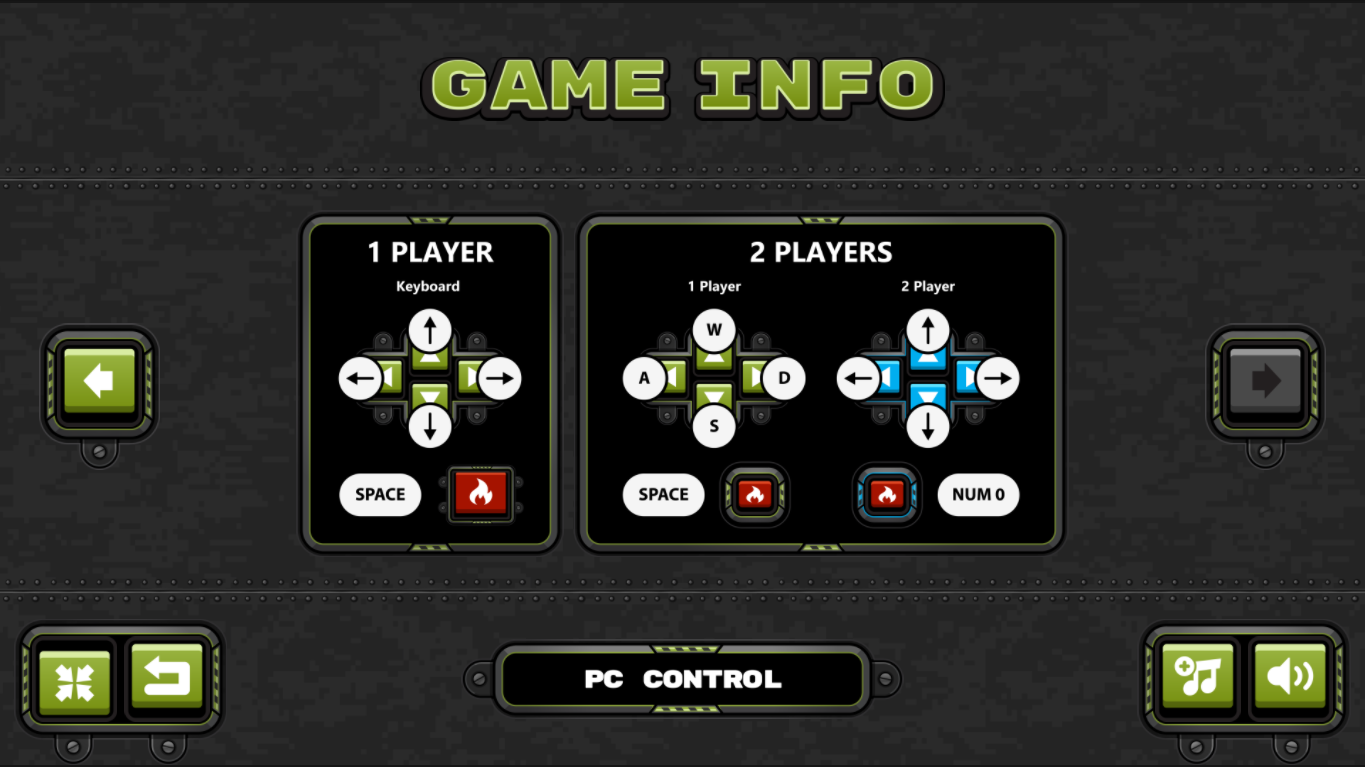 GAME INFO
1 PLAYER
Keyboard
SPACE
2 PLAYERS
1 Player
2 Player
W
A
D
S
SPACE
NUM 0
PC CONTROL